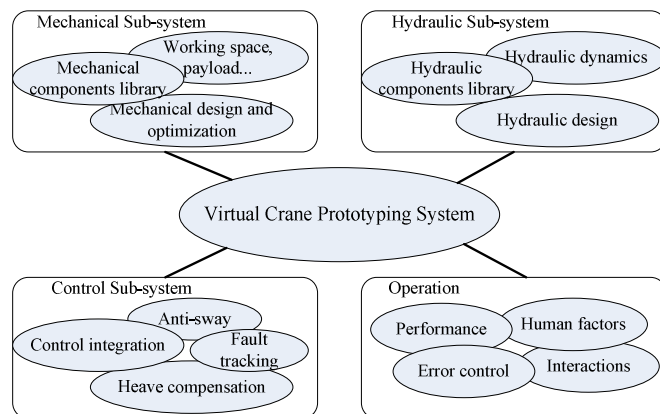 Mechanical Sub-system
Working space,
payload...
Mechanical
components library
Mechanical design and
optimization
Hydraulic Sub-system
Hydraulic dynamics
Hydraulic
components library
Hydraulic design
Virtual Crane Prototyping System
Control Sub-system
Anti-sway
Control integration
Fault
tracking
Heave compensation
Operation
Performance
Human factors
Error control
Interactions